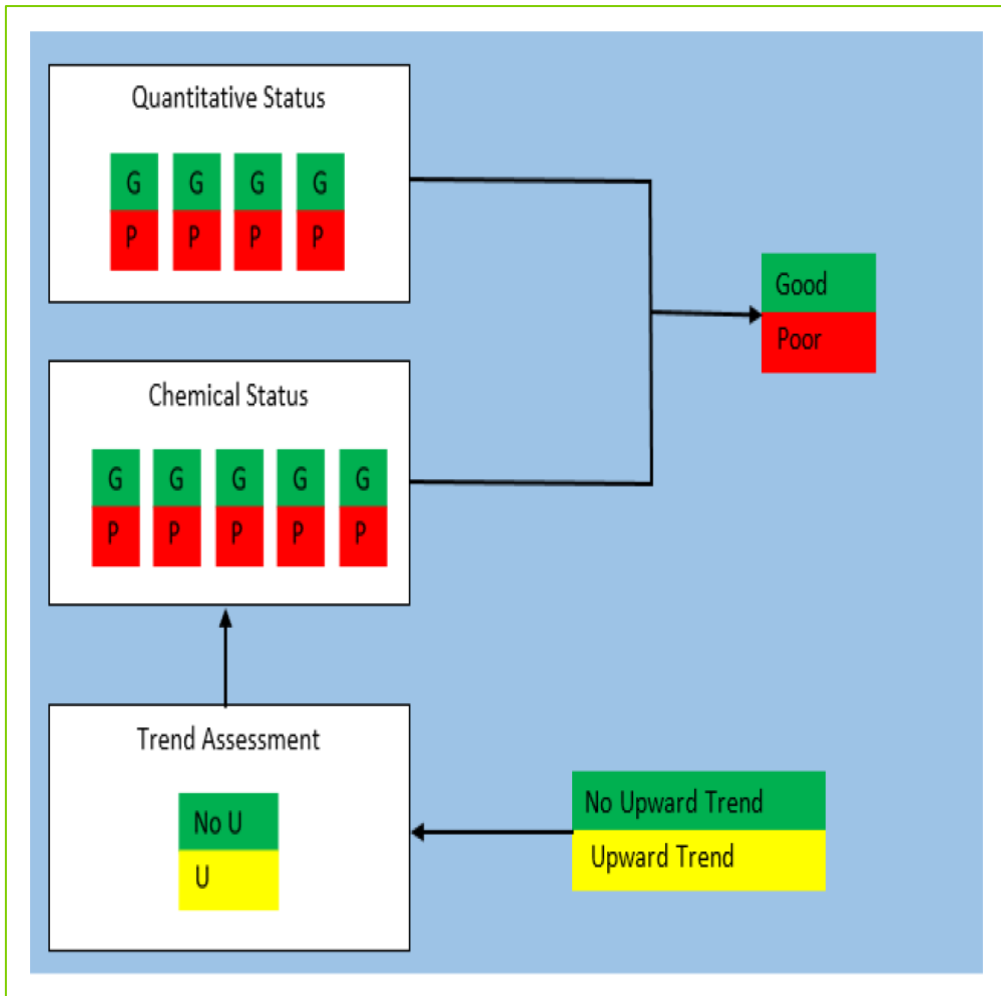 Quantitative Status
G G G G
P P P P
Good
Poor
Chemical Status
G G G G G
P P P P P
Trend Assessment
No U
U
No Upward Trend
Upward Trend